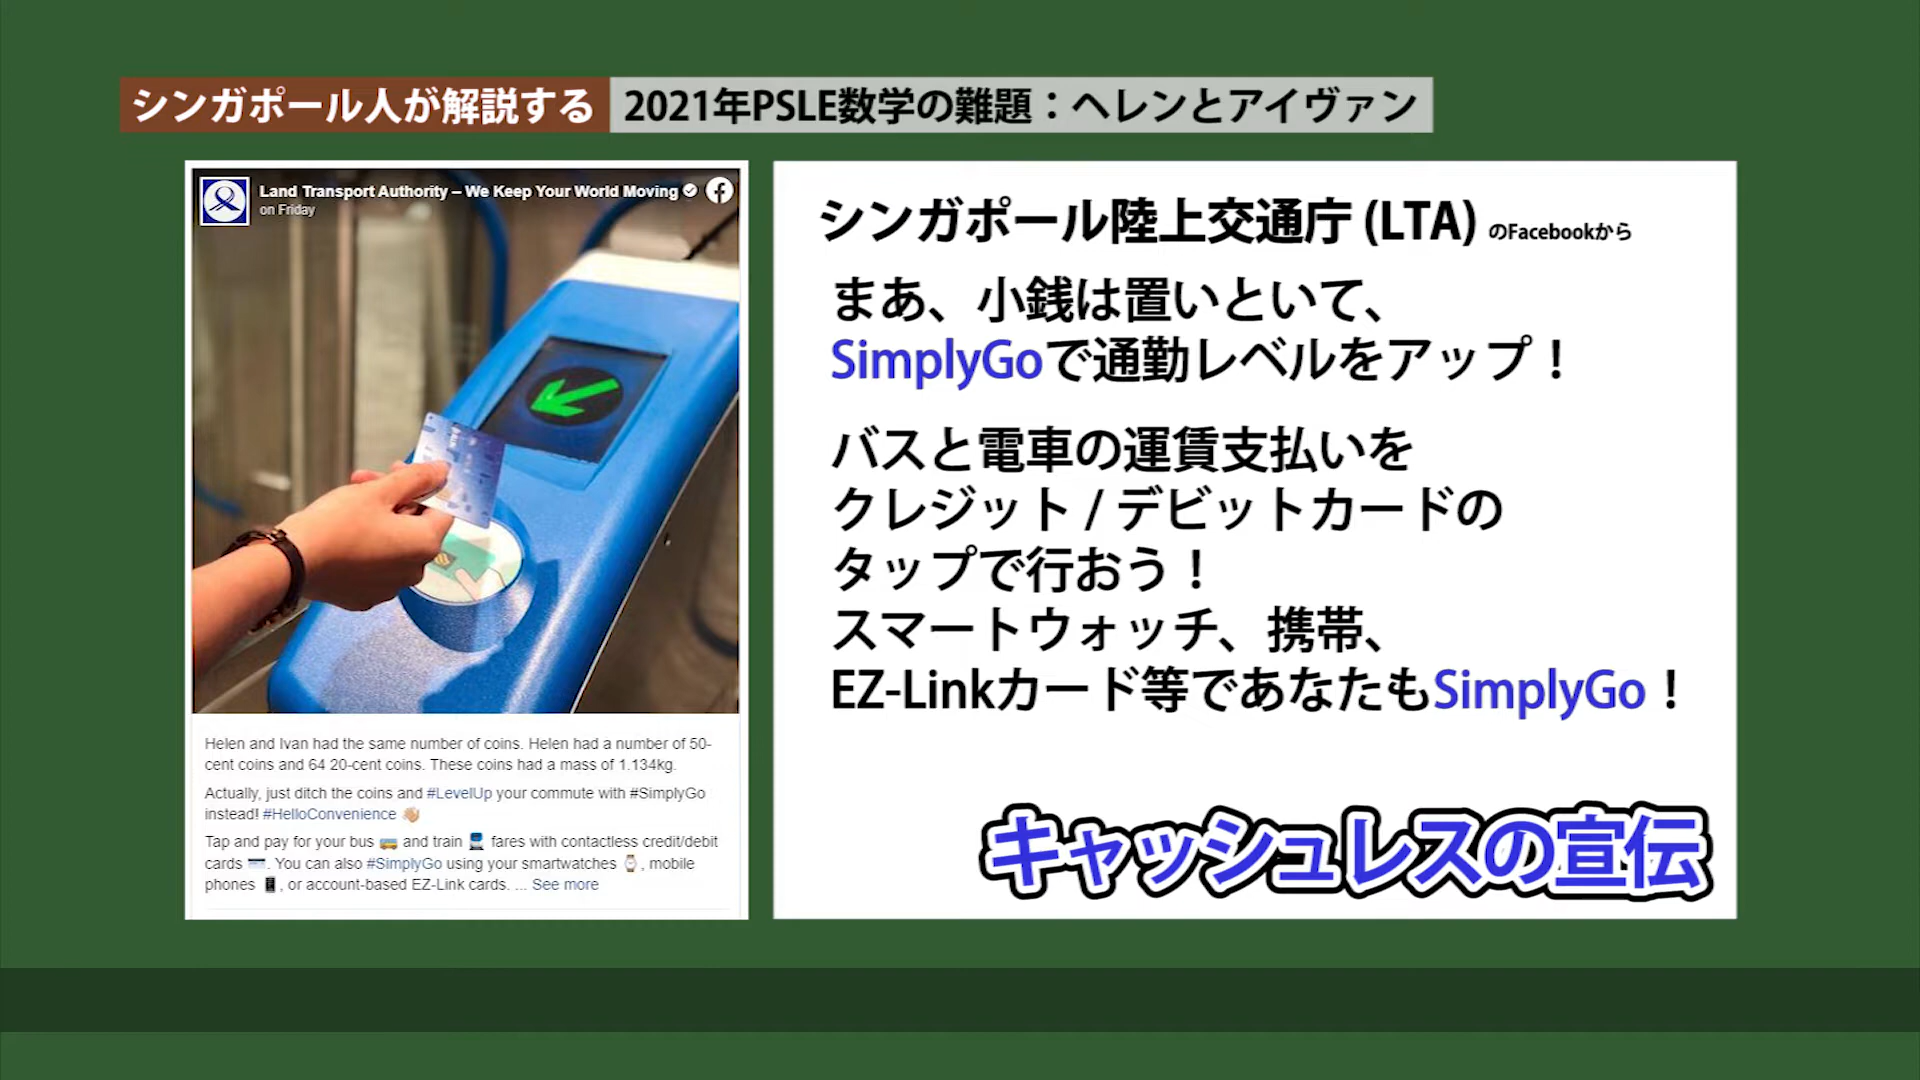 シンガポール人が解説する 2021年PSLE数学の難題：ヘレンとアイヴァン
Land Transport Authority – We Keep Your World Moving
on Friday
Helen and Ivan had the same number of coins. Helen had a number of 50-
cent coins and 64 20-cent coins. These coins had a mass of 1.134kg.
Actually, just ditch the coins and #LevelUp your commute with #SimplyGo
instead! #HelloConvenience 👋🏼
Tap and pay for your bus 🚌 and train 🚆 fares with contactless credit/debit
cards 💳. You can also #SimplyGo using your smartwatches ⌚, mobile
phones 📱, or account-based EZ-Link cards. ... See more
シンガポール陸上交通庁 (LTA) のFacebookから
まあ、小銭は置いといて、
SimplyGoで通勤レベルをアップ！
バスと電車の運賃支払いを
クレジット / デビットカードの
タップで行おう！
スマートウォッチ、携帯、
EZ-Linkカード等であなたもSimplyGo！
キャッシュレスの宣伝